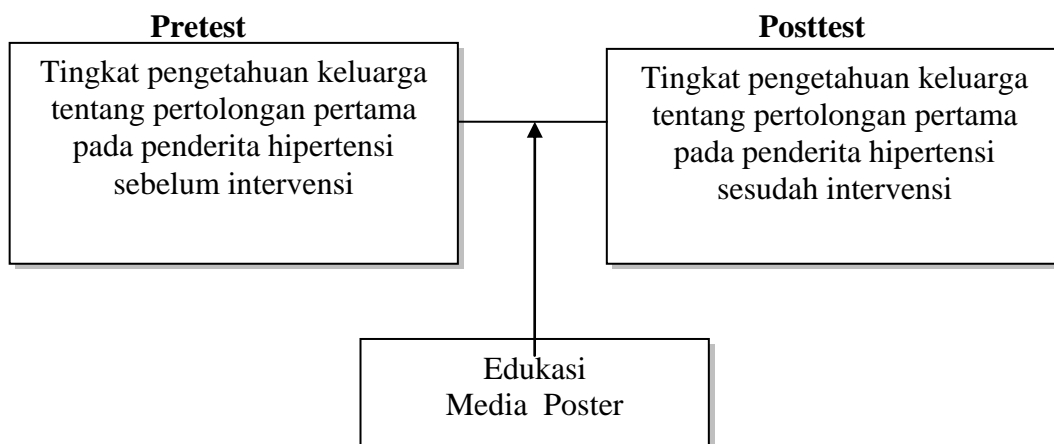 Pretest
Tingkat pengetahuan keluarga
tentang pertolongan pertama
pada penderita hipertensi
sebelum intervensi
Posttest
Tingkat pengetahuan keluarga
tentang pertolongan pertama
pada penderita hipertensi
sesudah intervensi
Edukasi
Media Poster